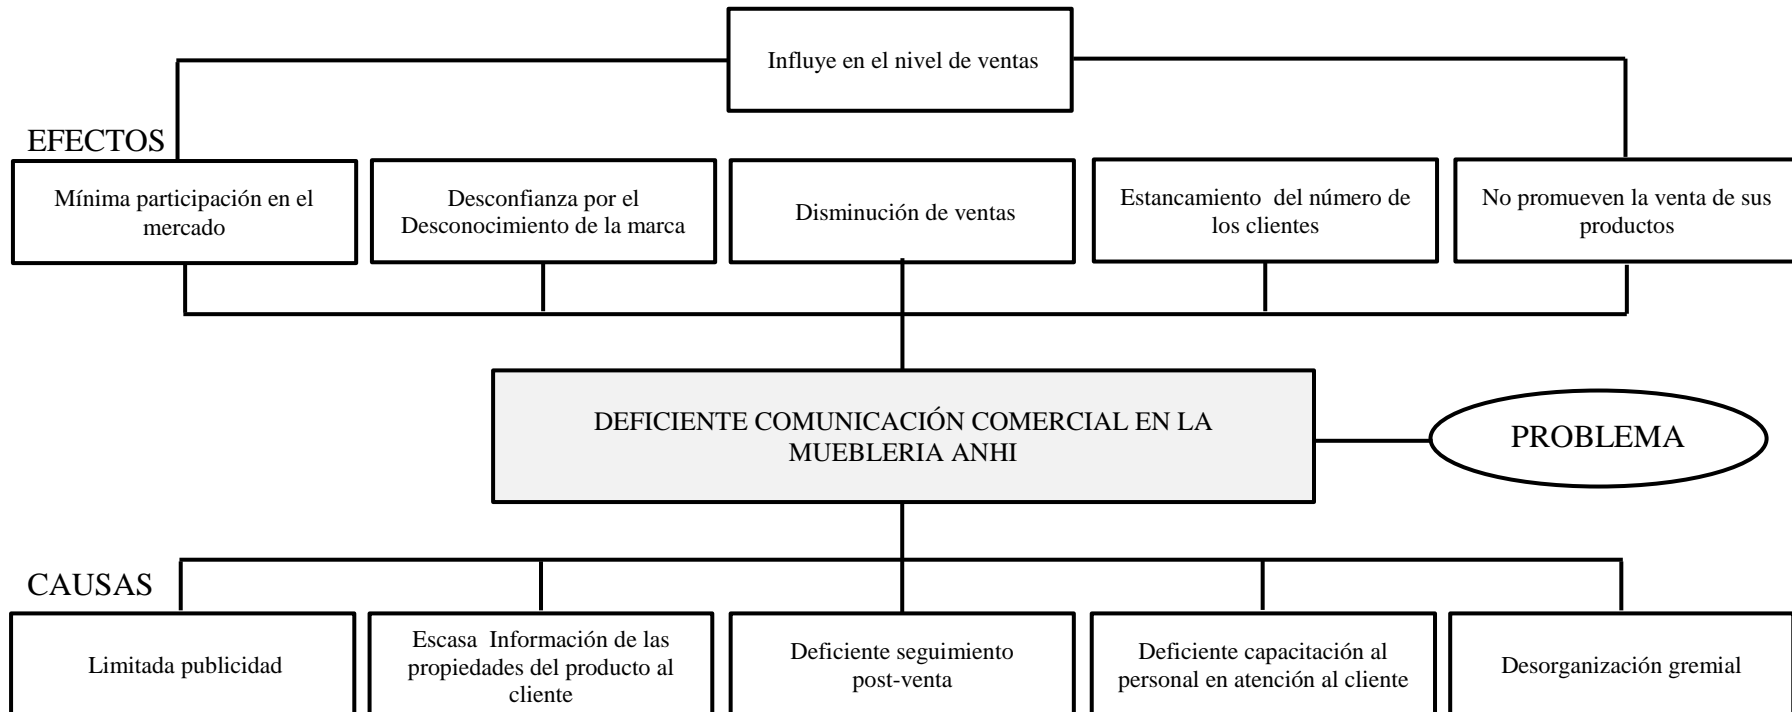 Influye en el nivel de ventas
EFECTOS
Mínima participación en el
mercado
Desconfianza por el
Desconocimiento de la marca
Disminución de ventas
Estancamiento  del número de
los clientes
No promueven la venta de sus
productos
DEFICIENTE COMUNICACIÓN COMERCIAL EN LA
MUEBLERIA ANHI
PROBLEMA
CAUSAS
Limitada publicidad
Escasa  Información de las
propiedades del producto al
cliente
Deficiente seguimiento
post-venta
Deficiente capacitación al
personal en atención al cliente
Desorganización gremial